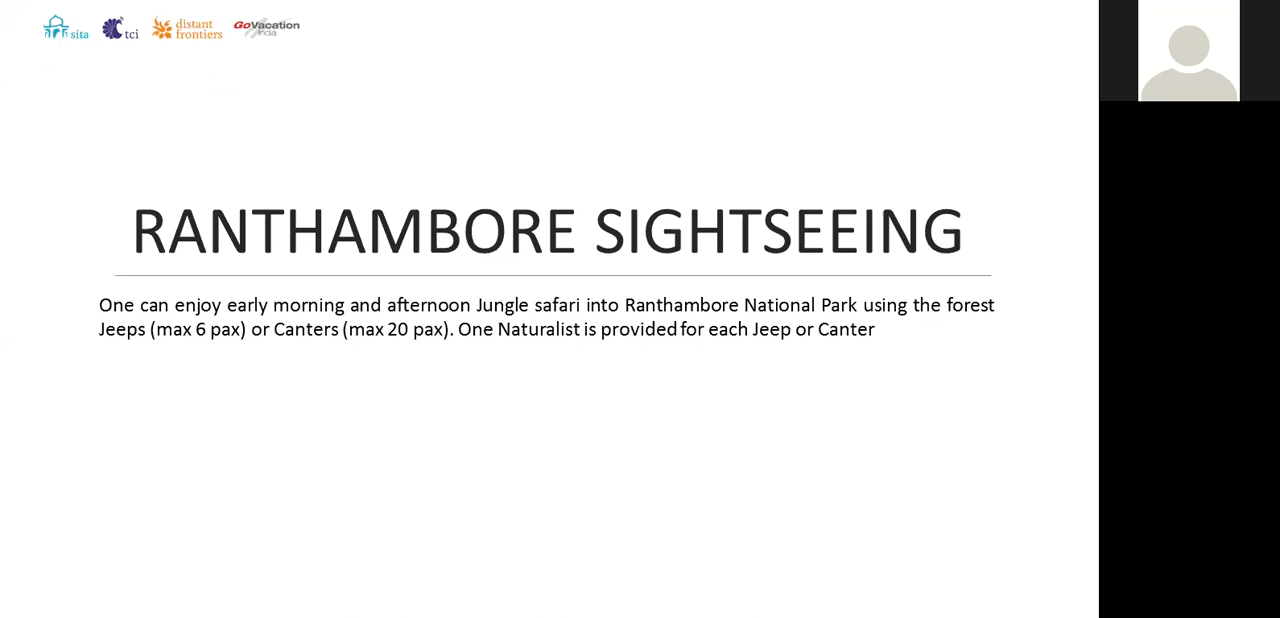 sita tci distant frontiers GoVacation India
RANTHAMBORE SIGHTSEEING
One can enjoy early morning and afternoon Jungle safari into Ranthambore National Park using the forest
Jeeps (max 6 pax) or Canters (max 20 pax). One Naturalist is provided for each Jeep or Canter